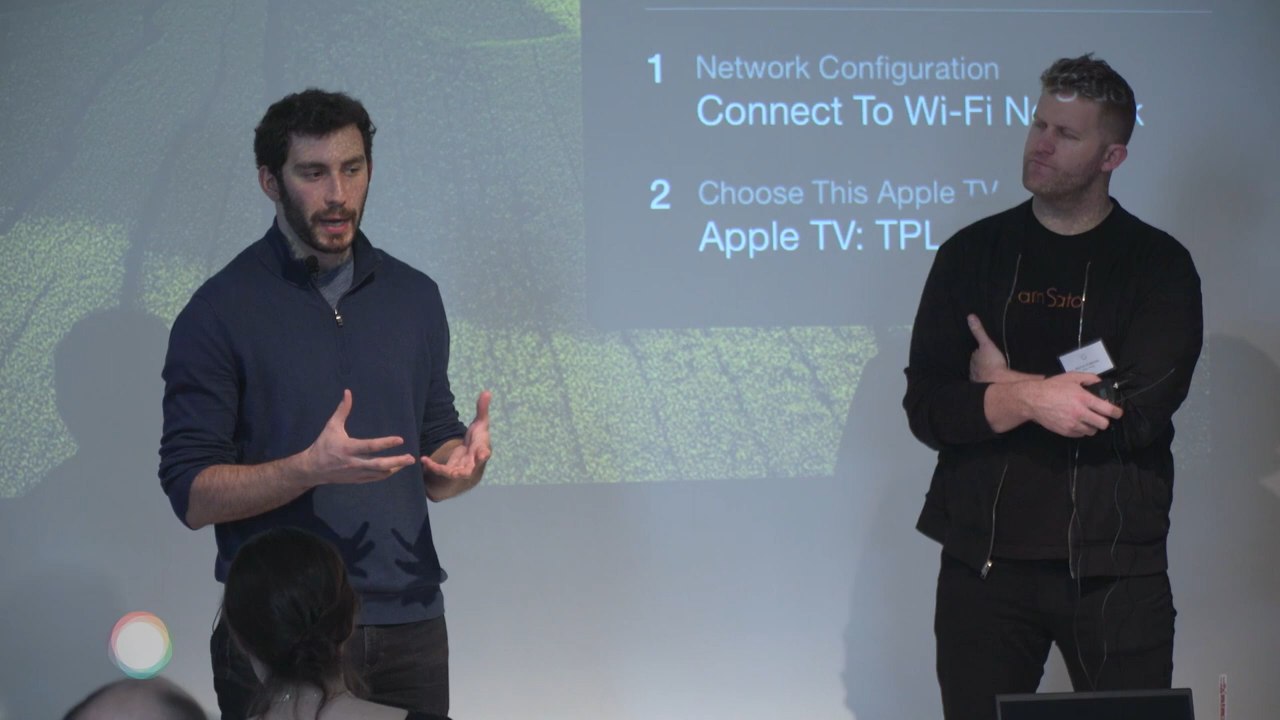 1 Network Configuration
Connect To Wi-Fi
2 Choose This Apple TV
Apple TV: TPL